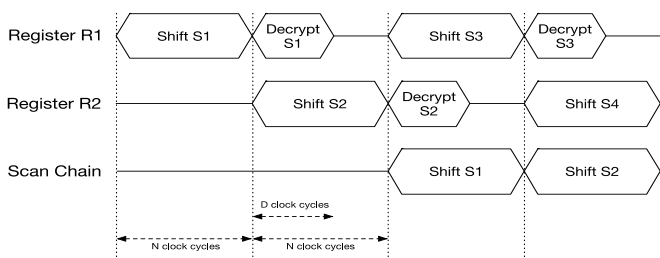 Register R1
Shift S1
Decrypt
S1
Shift S3
Decrypt
S3
Register R2
Shift S2
Decrypt
S2
Shift S4
Scan Chain
Shift S1
Shift S2
D clock cycles
N clock cycles
N clock cycles